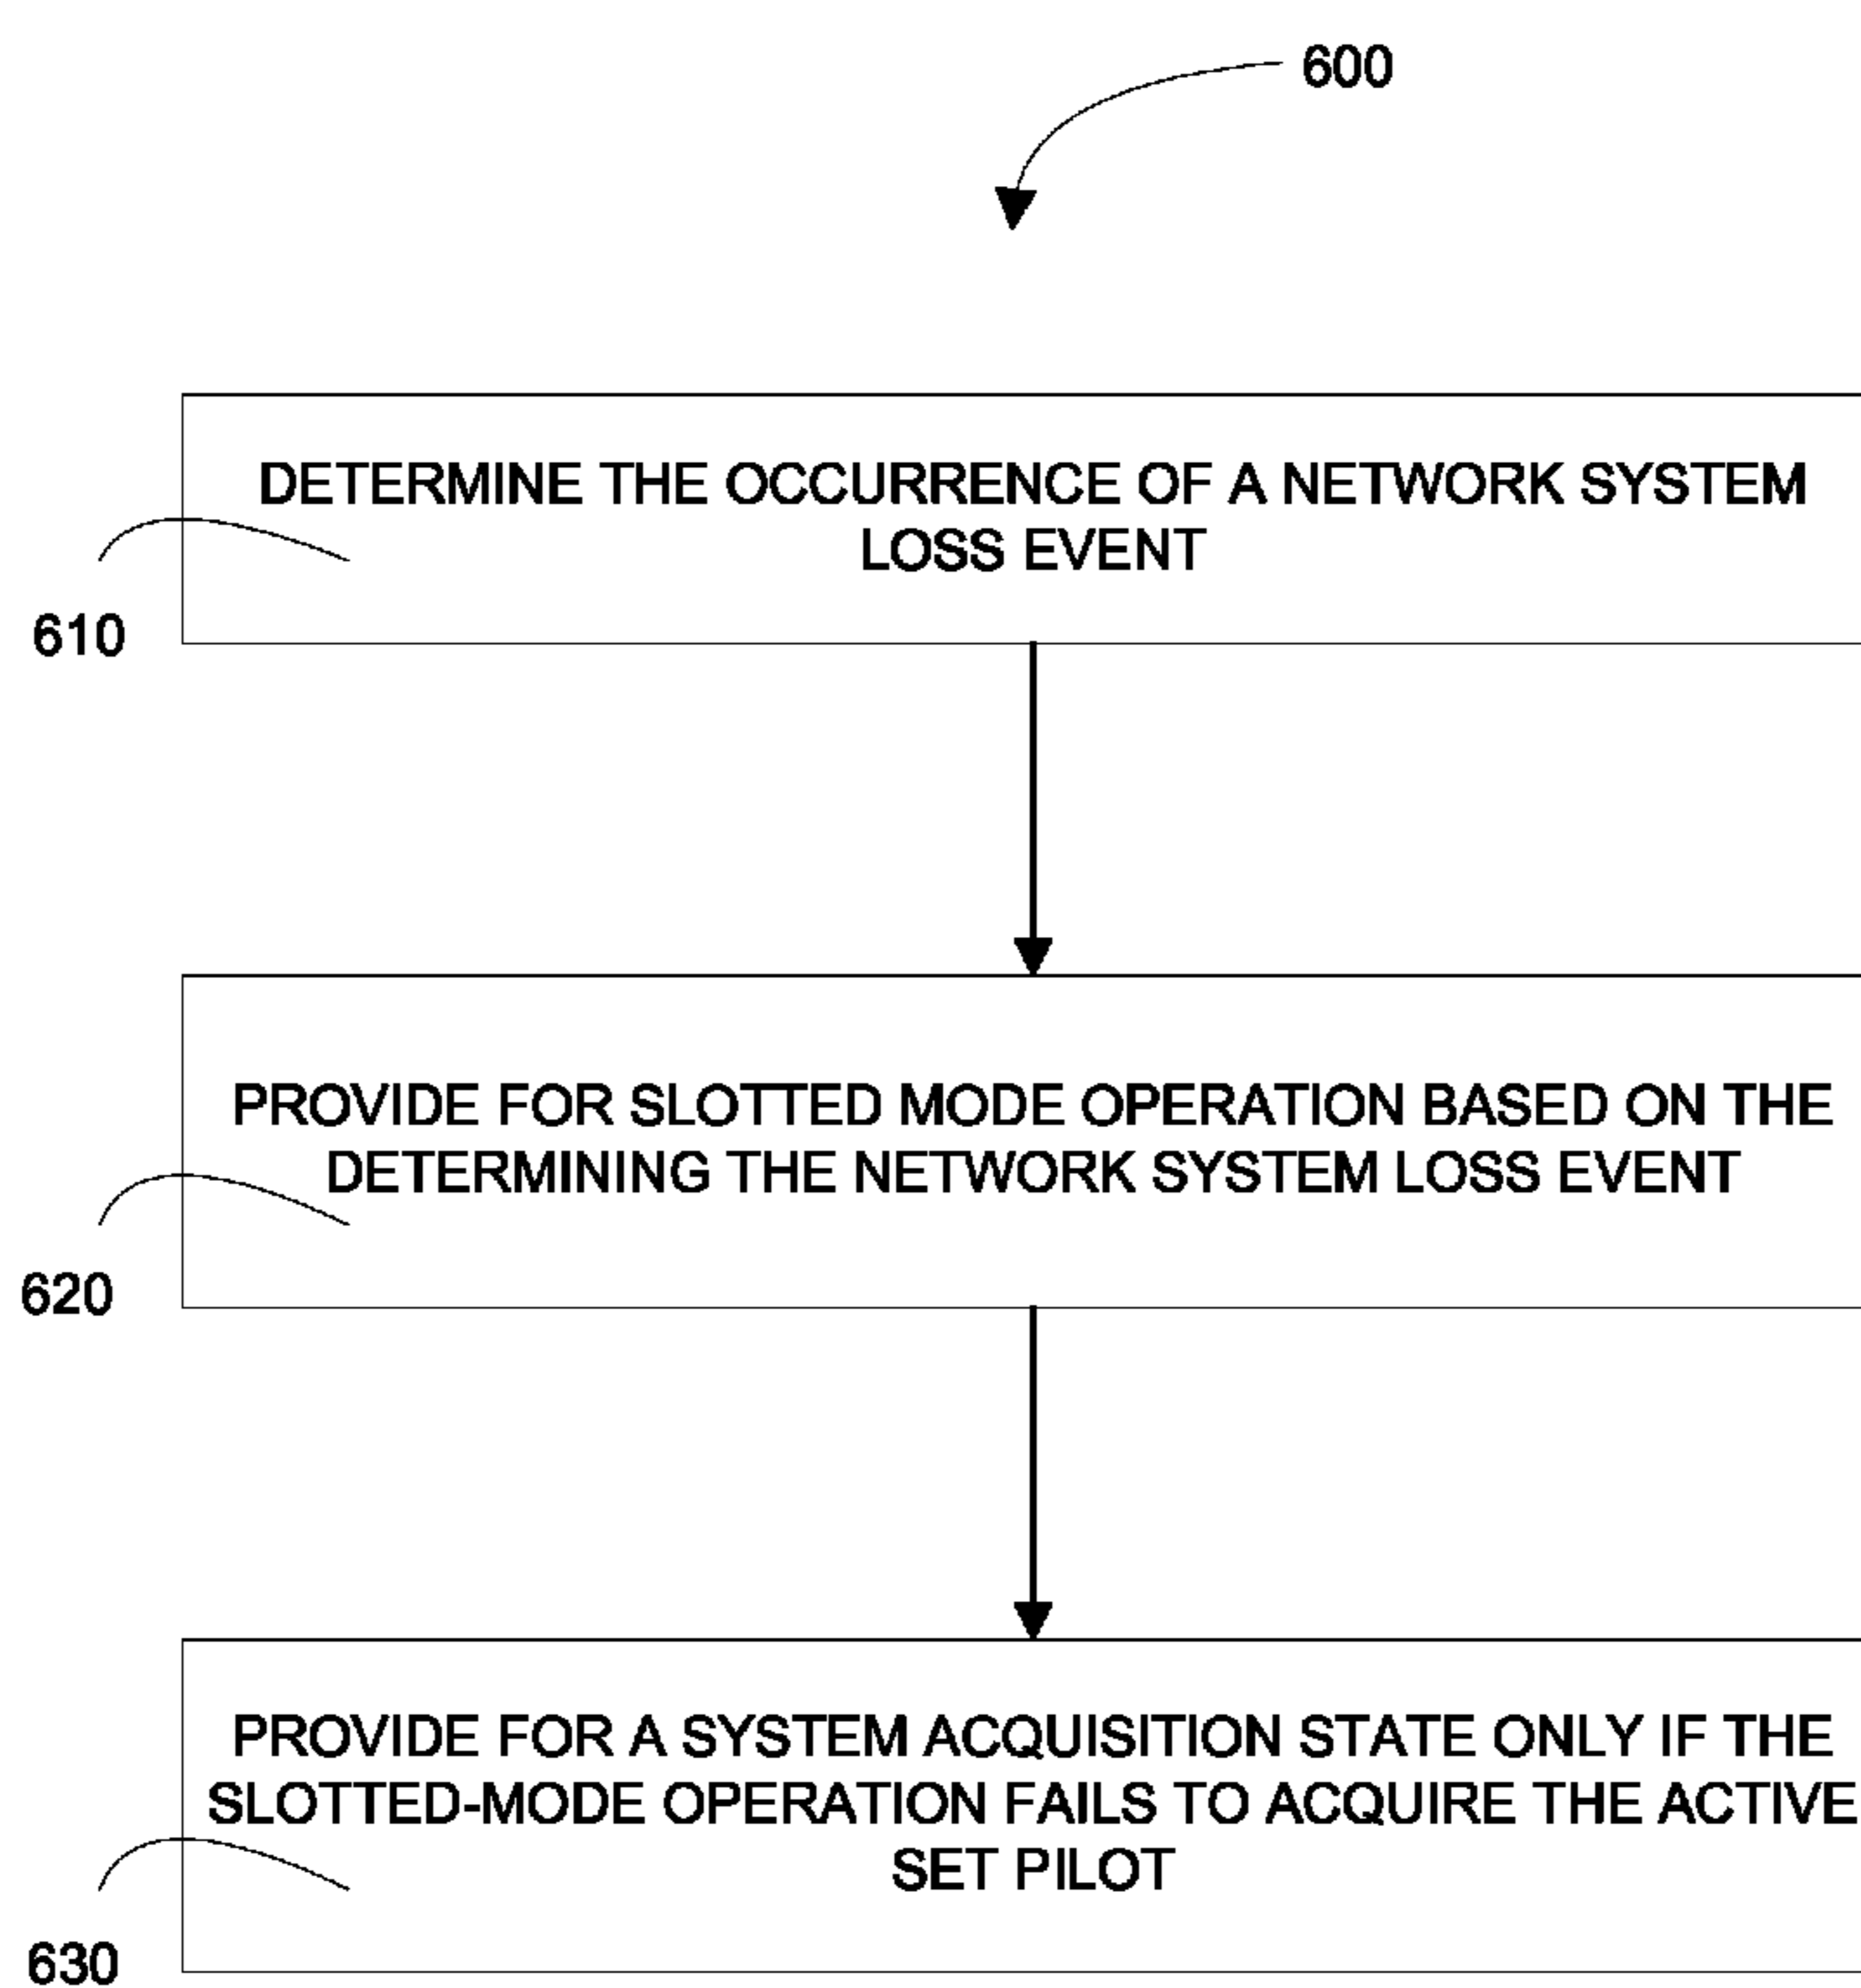 600
DETERMINE THE OCCURRENCE OF A NETWORK SYSTEM
LOSS EVENT
610
PROVIDE FOR SLOTTED MODE OPERATION BASED ON THE
DETERMINING THE NETWORK SYSTEM LOSS EVENT
620
PROVIDE FOR A SYSTEM ACQUISITION STATE ONLY IF THE
SLOTTED-MODE OPERATION FAILS TO ACQUIRE THE ACTIVE
SET PILOT
630